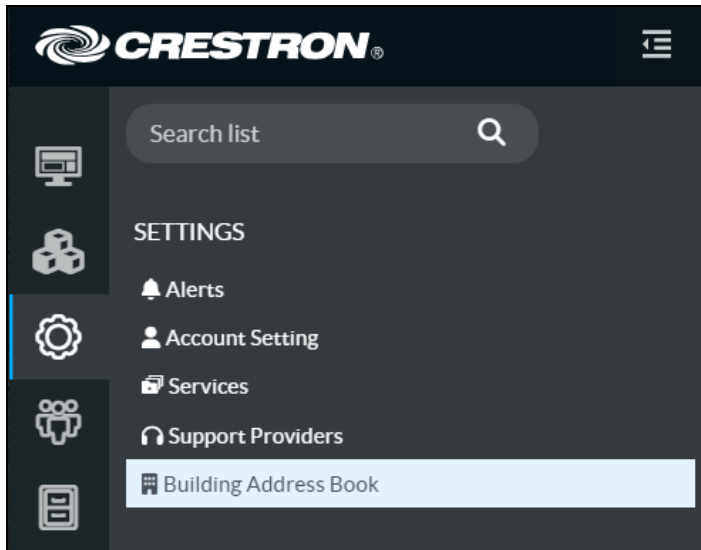 CRESTRON®
Search list
SETTINGS
Alerts
Account Setting
Services
Support Providers
Building Address Book